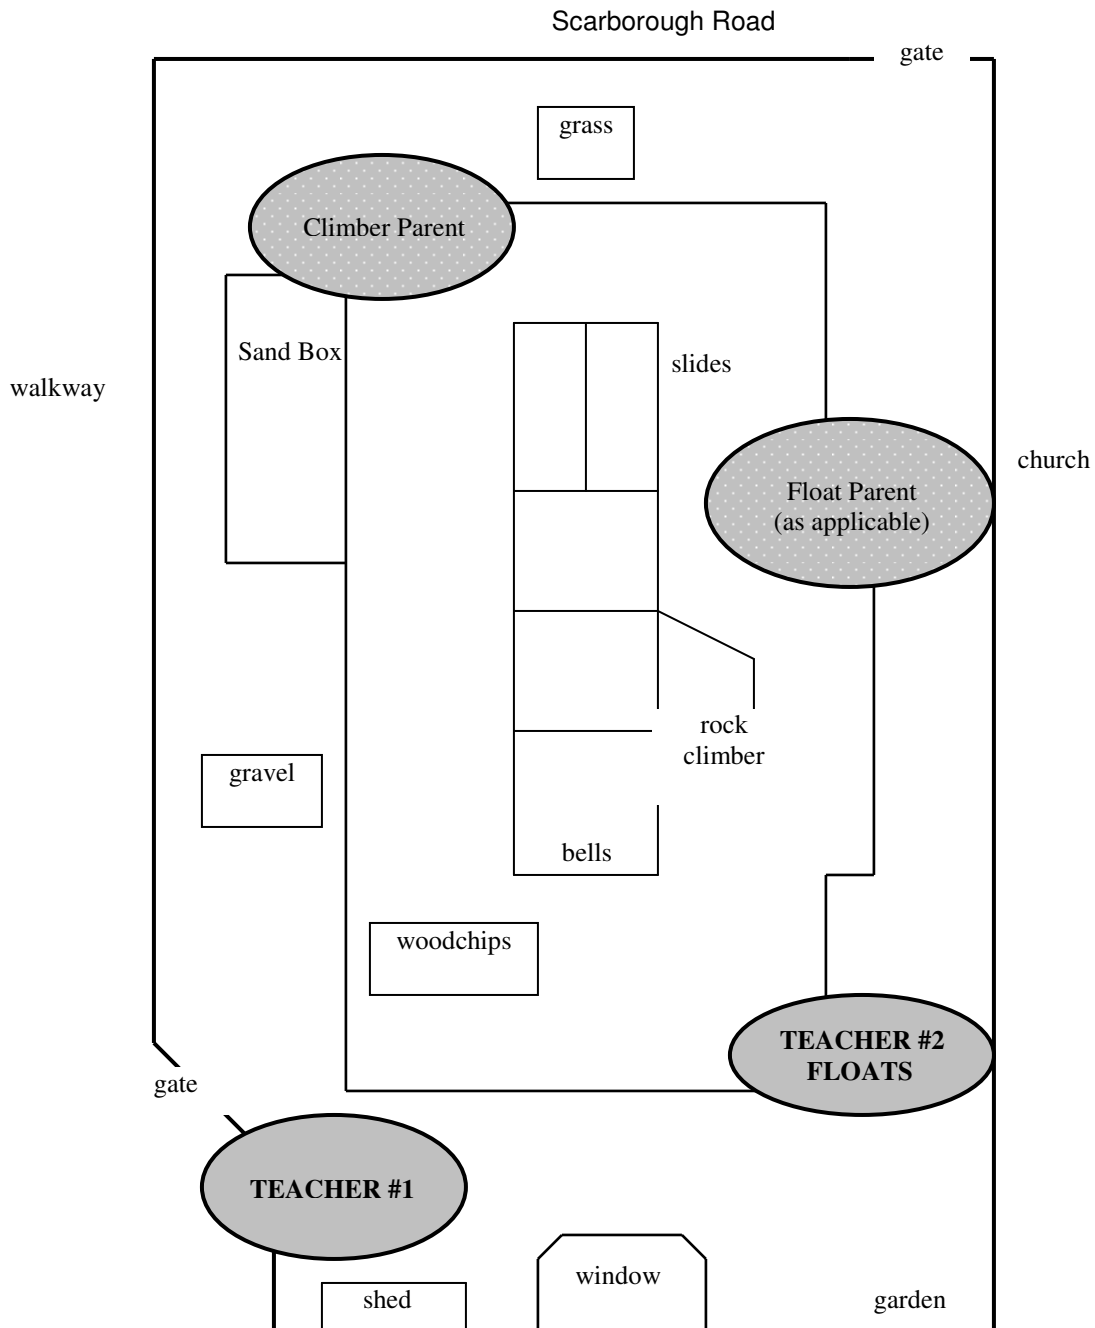 Scarborough Road
gate
grass
Climber Parent
Sand Box
slides
walkway
church
Float Parent
(as applicable)
rock
climber
gravel
bells
woodchips
TEACHER #2
FLOATS
gate
TEACHER #1
window
shed
garden